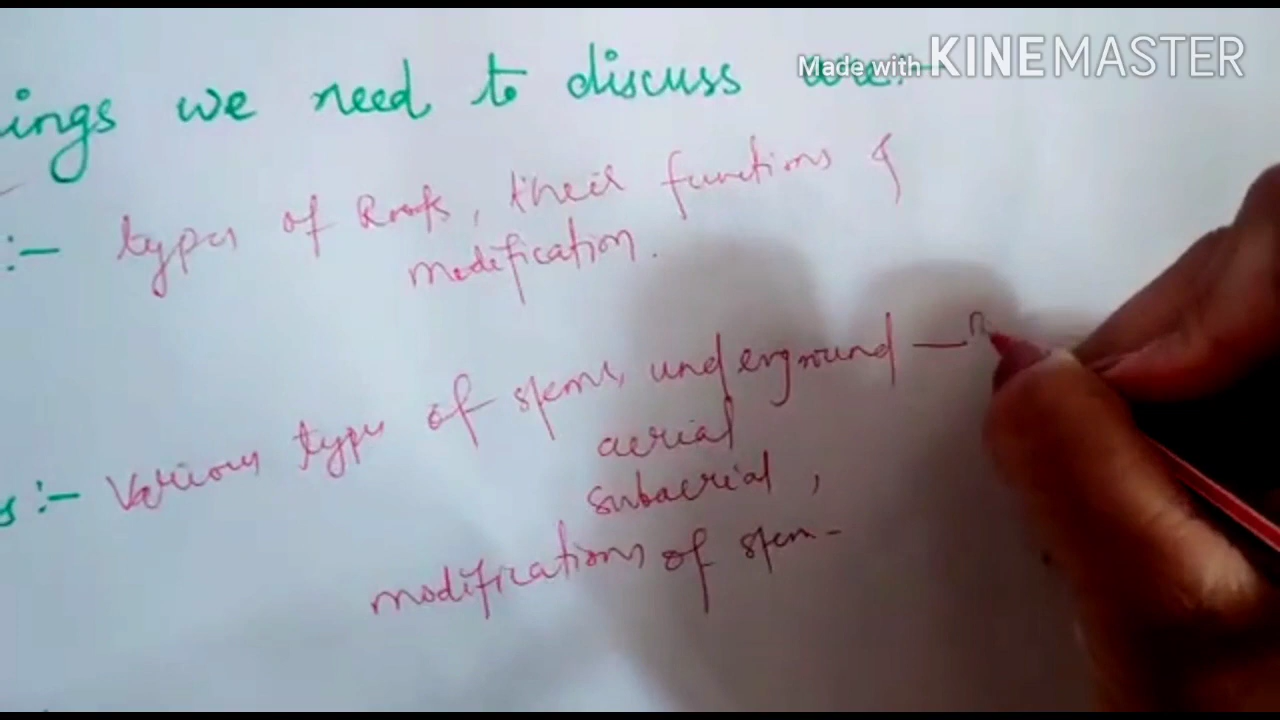 Made with KINEMASTER
ings we need to discuss are:-
:- types of Roots, their functions &
modification.
s :- Various types of stems, underground —
aerial
subaerial,
modifications of stem-